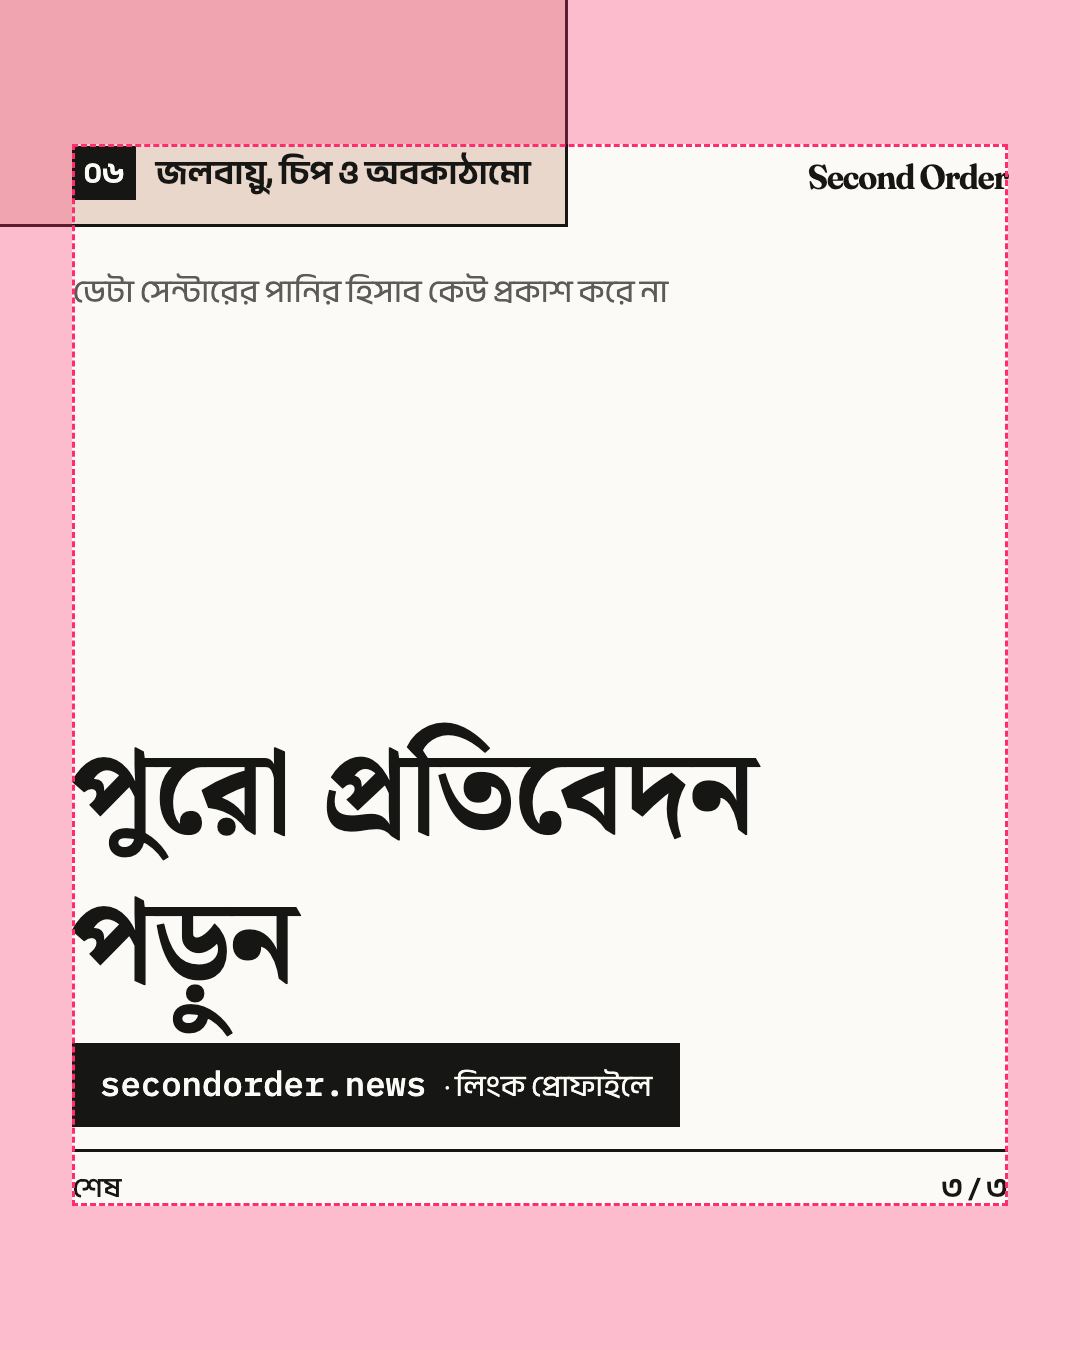 ০৬ জলবায়ু, চিপ ও অবকাঠামো
Second Order
ডেটা সেন্টারের পানির হিসাব কেউ প্রকাশ করে না
পুরো প্রতিবেদন
পড়ুন
secondorder.news · লিংক প্রোফাইলে
শেষ
৩ / ৩